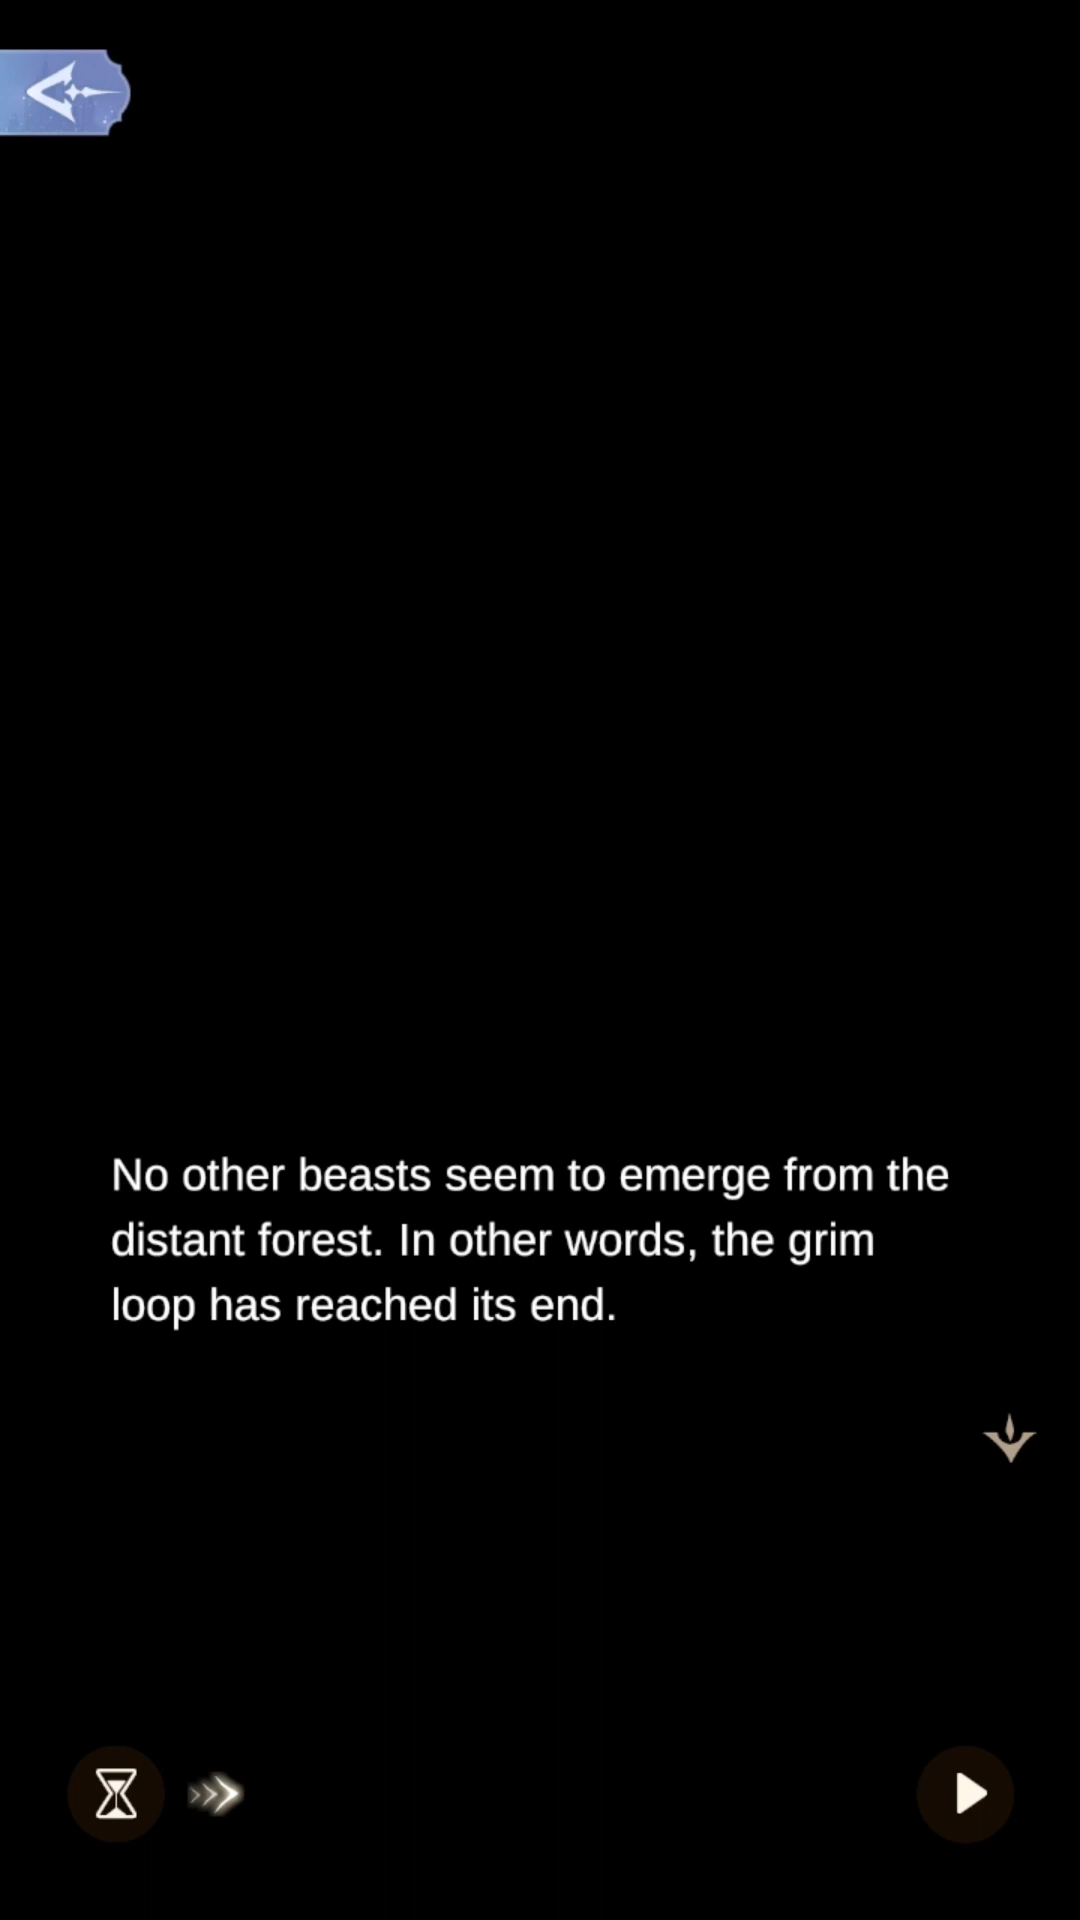 No other beasts seem to emerge from the
distant forest. In other words, the grim
loop has reached its end.